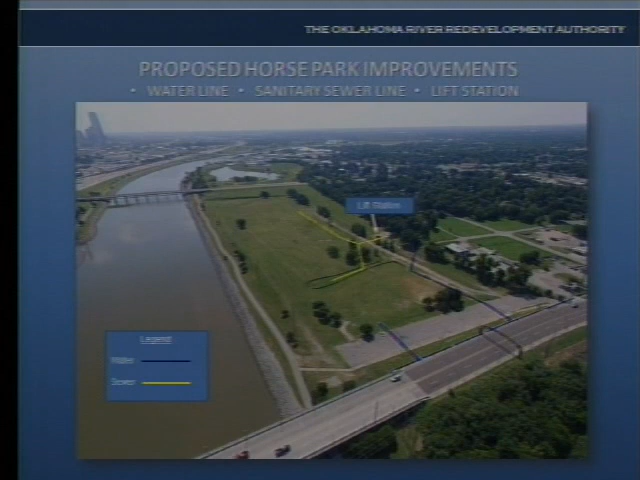 THE OKLAHOMA RIVER REDEVELOPMENT AUTHORITY
PROPOSED HORSE PARK IMPROVEMENTS
• WATER LINE • SANITARY SEWER LINE • LIFT STATION
Lift Station
Legend
Water
Sewer